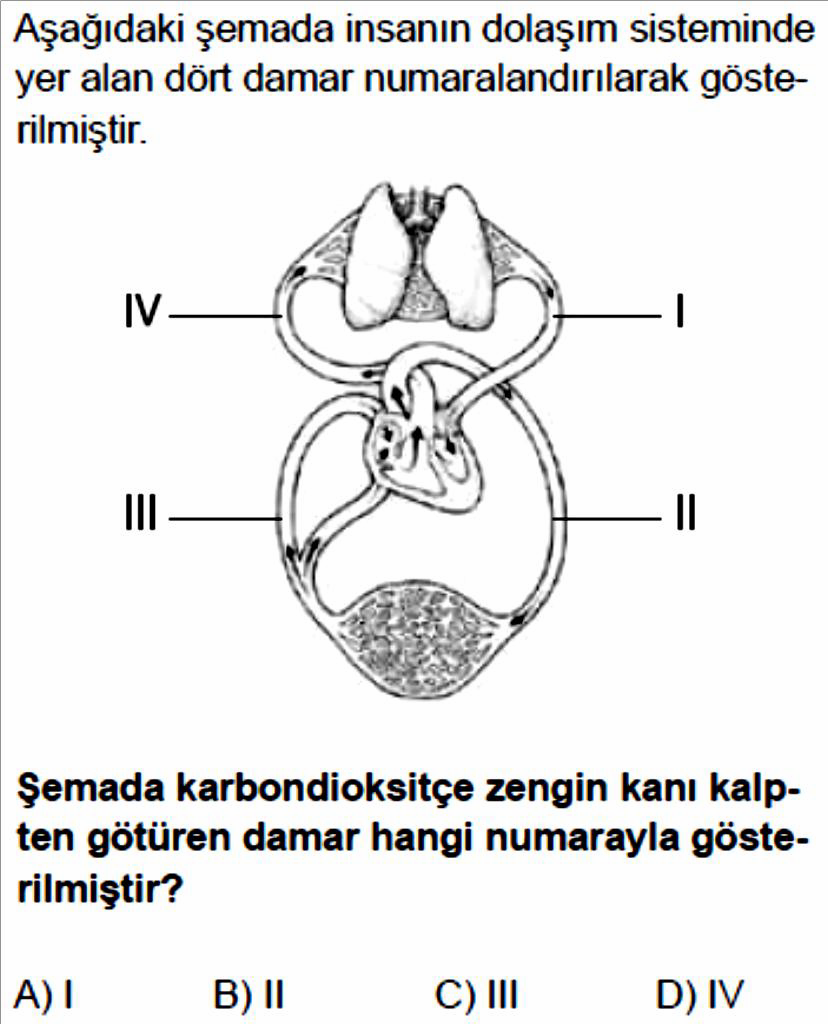 Aşağıdaki şemada insanın dolaşım sisteminde
yer alan dört damar numaralandırılarak göste-
rilmiştir.
IV
I
III
II
Şemada karbondioksitçe zengin kanı kalp-
ten götüren damar hangi numarayla göste-
rilmiştir?
A) I B) II C) III D) IV